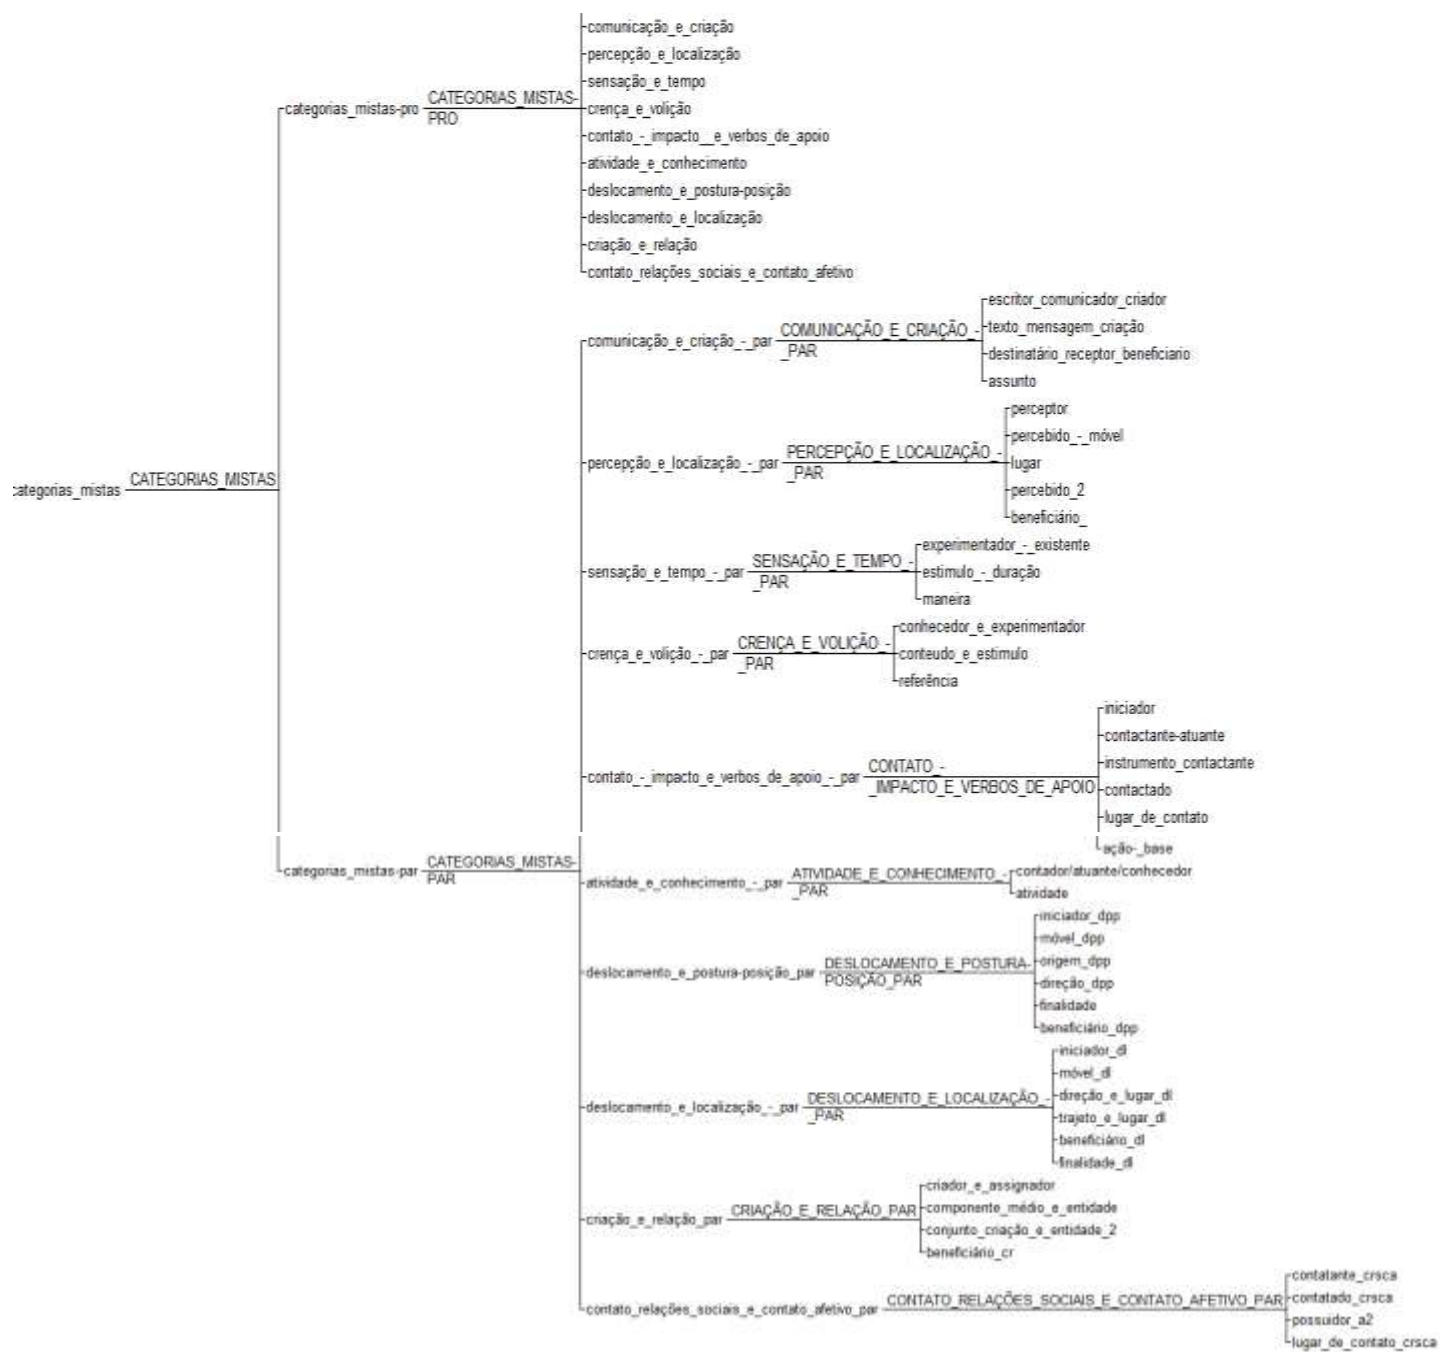 comunicação_e_criação
percepção_e_localização
sensação_e_tempo
categorias_mistas-pro CATEGORIAS_MISTAS-
PRO
crença_e_volição
contato_-_impacto__e_verbos_de_apoio
atividade_e_conhecimento
deslocamento_e_postura-posição
deslocamento_e_localização
criação_e_relação
contato_relações_sociais_e_contato_afetivo
comunicação_e_criação_-_par COMUNICAÇÃO_E_CRIAÇÃO_-
_PAR
escritor_comunicador_criador
texto_mensagem_criação
destinatário_receptor_beneficiario
assunto
categorias_mistas CATEGORIAS_MISTAS
percepção_e_localização_-_par PERCEPÇÃO_E_LOCALIZAÇÃO_-
_PAR
perceptor
percebido_-_móvel
lugar
percebido_2
beneficiário_
sensação_e_tempo_-_par SENSAÇÃO_E_TEMPO_-
_PAR
experimentador_-_existente
estimulo_-_duração
maneira
crença_e_volição_-_par CRENÇA_E_VOLIÇÃO_-
_PAR
conhecedor_e_experimentador
conteudo_e_estimulo
referência
contato_-_impacto_e_verbos_de_apoio_-_par CONTATO_-
_IMPACTO_E_VERBOS_DE_APOIO
iniciador
contactante-atuante
instrumento_contactante
contactado
lugar_de_contato
ação-_base
categorias_mistas-par CATEGORIAS_MISTAS-
PAR
atividade_e_conhecimento_-_par ATIVIDADE_E_CONHECIMENTO_-
_PAR
contador/atuante/conhecedor
atividade
deslocamento_e_postura-posição_par DESLOCAMENTO_E_POSTURA-
POSIÇÃO_PAR
iniciador_dpp
móvel_dpp
origem_dpp
direção_dpp
finalidade
beneficiário_dpp
deslocamento_e_localização_-_par DESLOCAMENTO_E_LOCALIZAÇÃO_-
_PAR
iniciador_dl
móvel_dl
direção_e_lugar_dl
trajeto_e_lugar_dl
beneficiário_dl
finalidade_dl
criação_e_relação_par CRIAÇÃO_E_RELAÇÃO_PAR
criador_e_assignador
componente_médio_e_entidade
conjunto_criação_e_entidade_2
beneficiário_cr
contato_relações_sociais_e_contato_afetivo_par CONTATO_RELAÇÕES_SOCIAIS_E_CONTATO_AFETIVO_PAR
contatante_crsca
contatado_crsca
possuidor_a2
lugar_de_contato_crsca